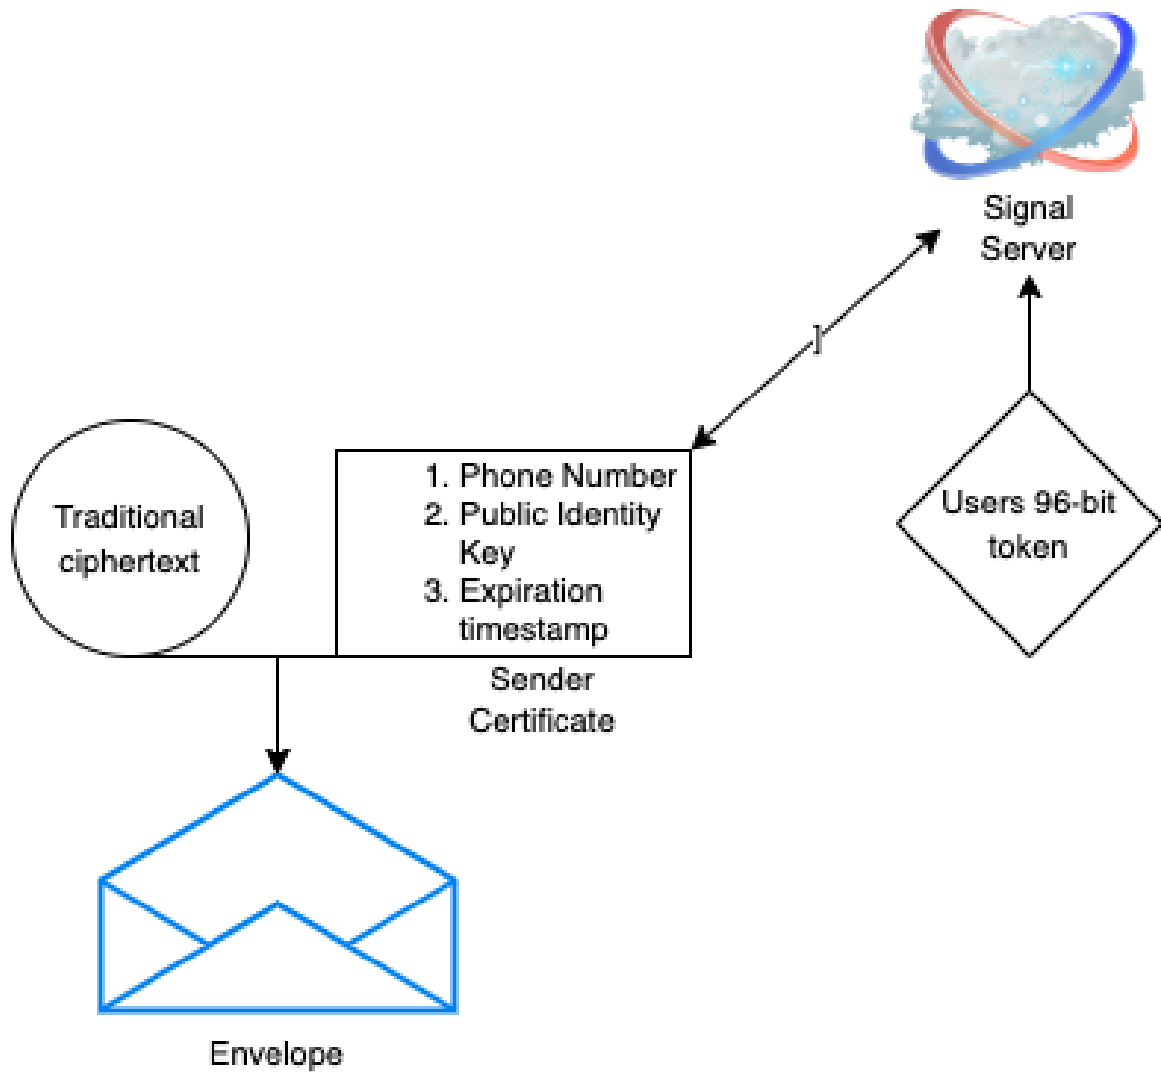 Signal
Server
]
Traditional
ciphertext
1. Phone Number
2. Public Identity
Key
3. Expiration
timestamp
Users 96-bit
token
Sender
Certificate
Envelope